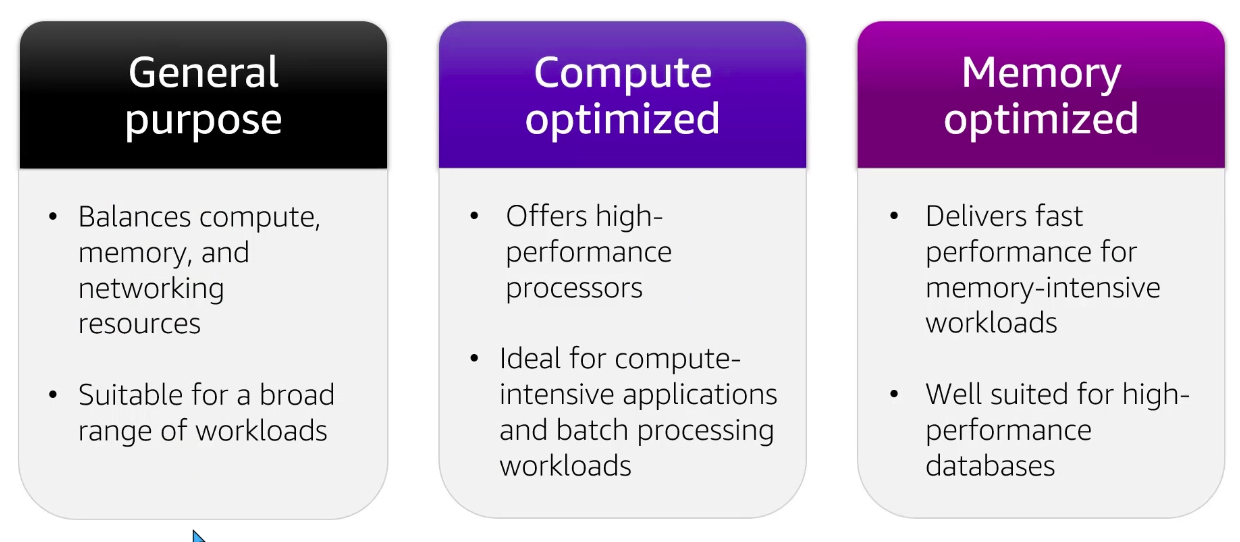 General
purpose
• Balances compute,
memory, and
networking
resources
• Suitable for a broad
range of workloads
Compute
optimized
• Offers high-
performance
processors
• Ideal for compute-
intensive applications
and batch processing
workloads
Memory
optimized
• Delivers fast
performance for
memory-intensive
workloads
• Well suited for high-
performance
databases